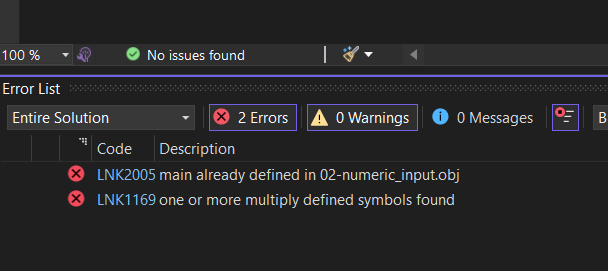 100 % No issues found
Error List
Entire Solution 2 Errors 0 Warnings 0 Messages B
Code Description
LNK2005 main already defined in 02-numeric_input.obj
LNK1169 one or more multiply defined symbols found